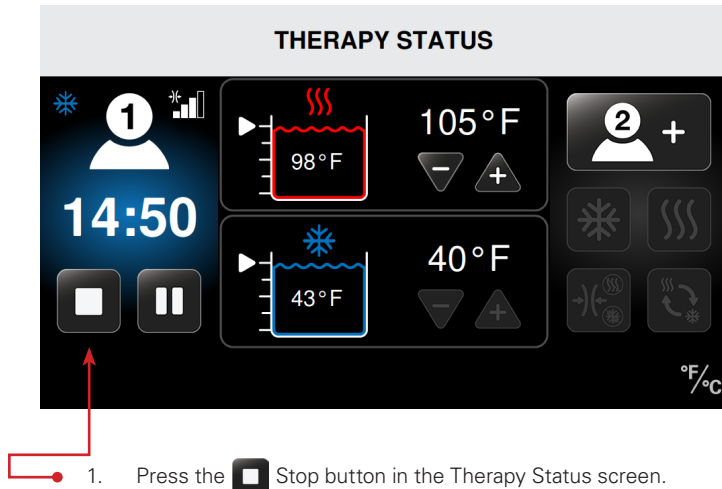 THERAPY STATUS
1
14:50
98°F
105°F
−
+
43°F
40°F
−
+
2 +
°F/°C
1. Press the Stop button in the Therapy Status screen.